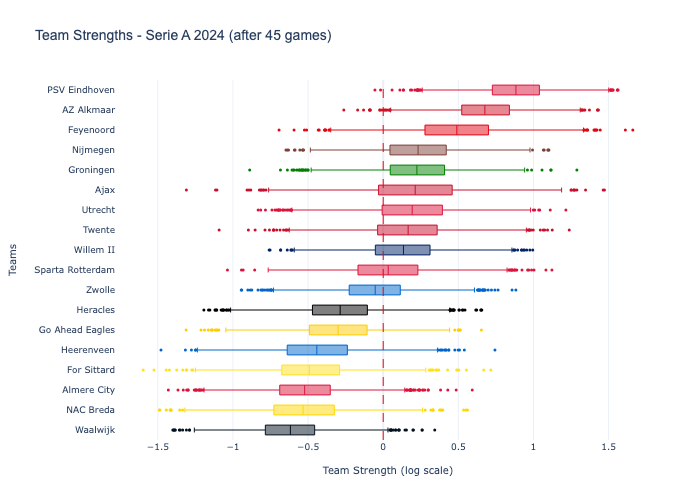 Team Strengths - Serie A 2024 (after 45 games)
PSV Eindhoven
AZ Alkmaar
Feyenoord
Nijmegen
Groningen
Ajax
Utrecht
Twente
Willem II
Sparta Rotterdam
Zwolle
Heracles
Go Ahead Eagles
Heerenveen
For Sittard
Almere City
NAC Breda
Waalwijk
Teams
−1.5 −1 −0.5 0 0.5 1 1.5
Team Strength (log scale)